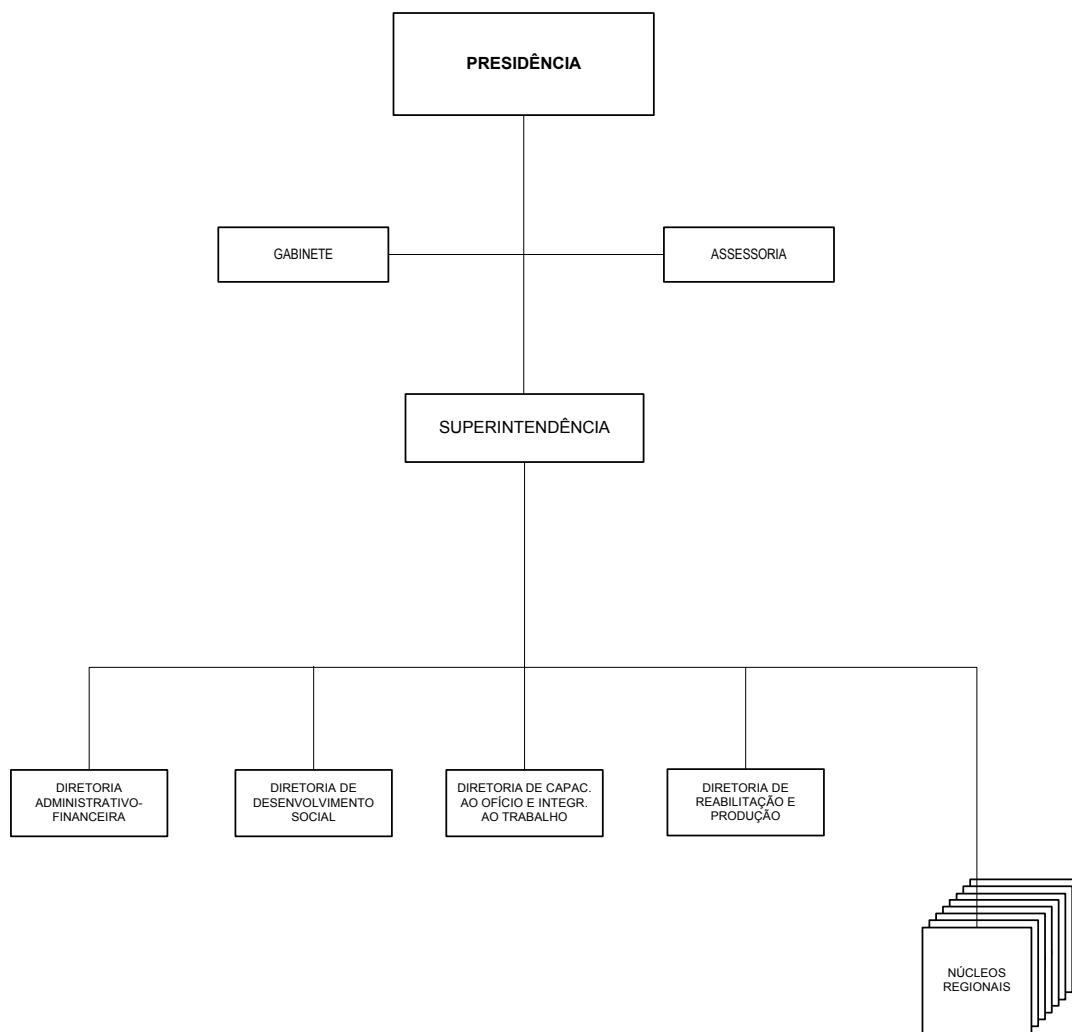 PRESIDÊNCIA
GABINETE
ASSESSORIA
SUPERINTENDÊNCIA
DIRETORIA
ADMINISTRATIVO-
FINANCEIRA
DIRETORIA DE
DESENVOLVIMENTO
SOCIAL
DIRETORIA DE CAPAC.
AO OFÍCIO E INTEGR.
AO TRABALHO
DIRETORIA DE
REABILITAÇÃO E
PRODUÇÃO
NÚCLEOS
REGIONAIS